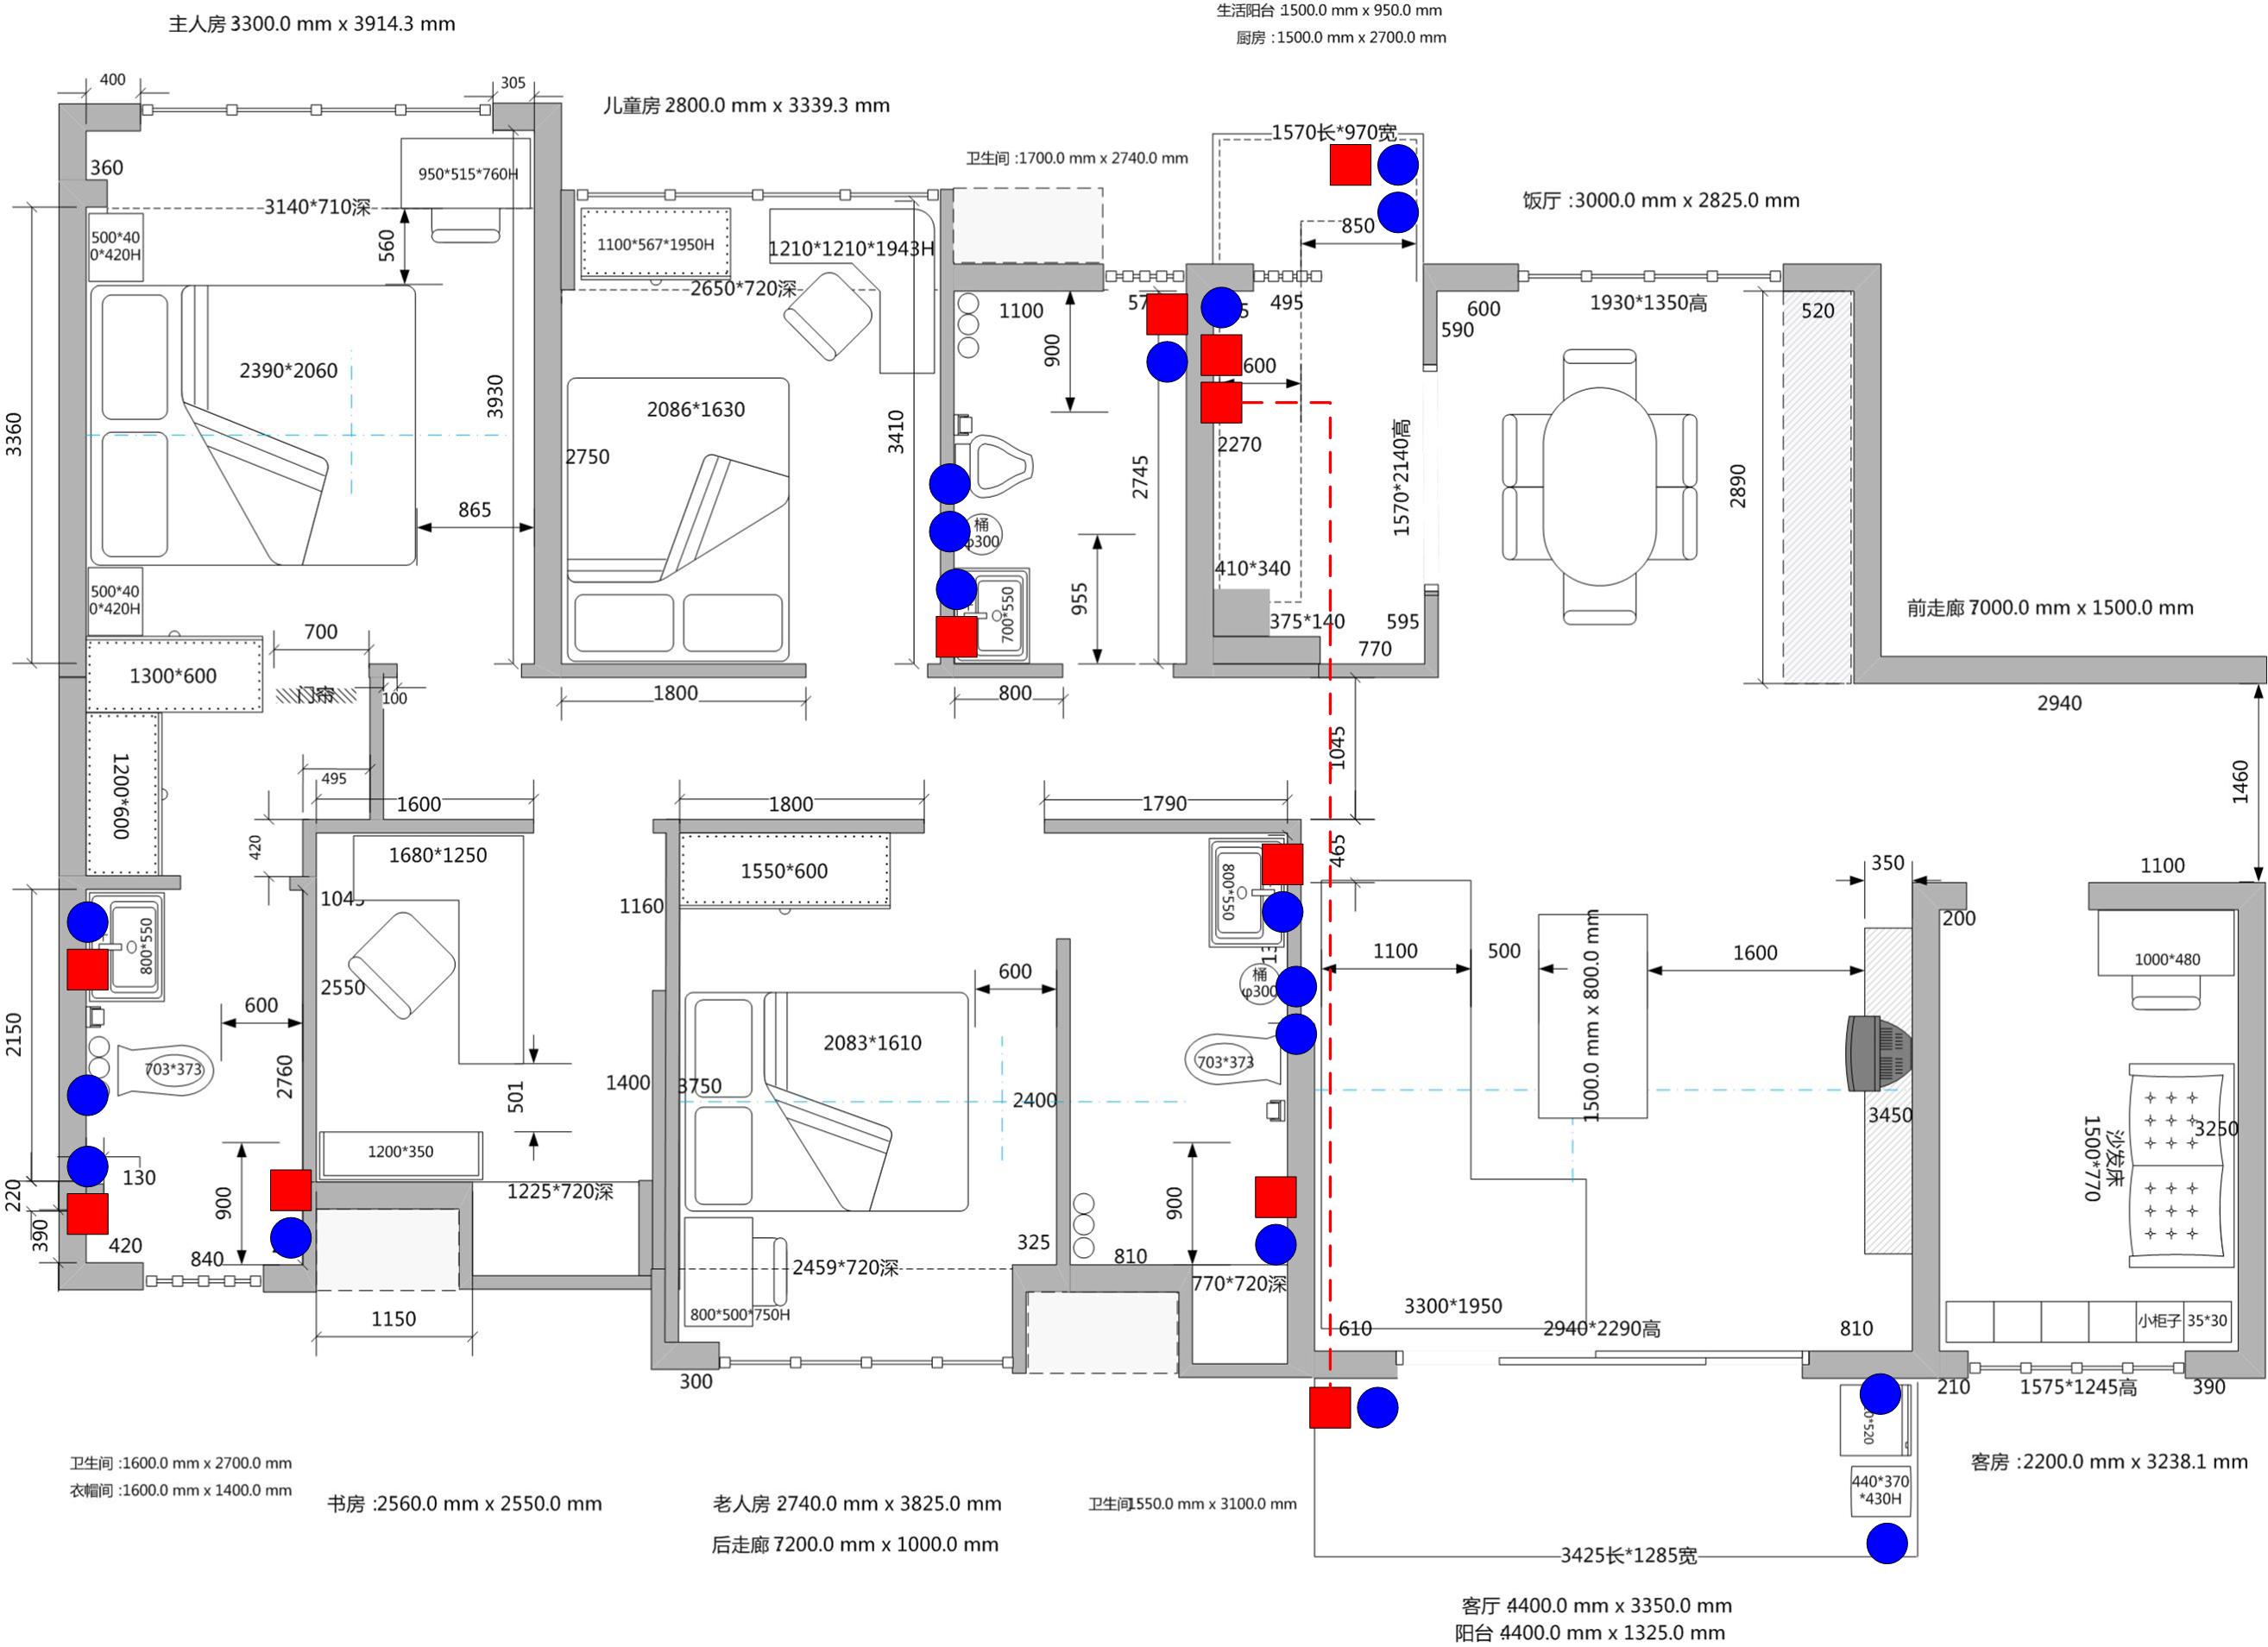 生活阳台 :1500.0 mm x 950.0 mm
主人房 3300.0 mm x 3914.3 mm
厨房 :1500.0 mm x 2700.0 mm
400
305
儿童房 2800.0 mm x 3339.3 mm
1570长*970宽
卫生间 :1700.0 mm x 2740.0 mm
360
950*515*760H
饭厅 :3000.0 mm x 2825.0 mm
3140*710深
850
500*40
0*420H
560
1100*567*1950H
1210*1210*1943H
2650*720深
1100
495
600
1930*1350高
520
590
900
600
2390*2060
3930
2086*1630
3410
3360
2270
2750
2745
1570*2140高
2890
865
桶
φ300
410*340
955
500*40
0*420H
700*550
375*140
595
前走廊 7000.0 mm x 1500.0 mm
700
770
1300*600
门帘
100
1800
800
2940
1045
1200*600
495
1460
1600
1800
1790
420
465
1680*1250
1550*600
800*550
350
1100
1045
1160
200
800*550
1100
500
1600
1000*480
2550
600
桶
φ300
1500.0 mm x 800.0 mm
600
2150
2083*1610
703*373
2760
703*373
501
1400
3750
2400
3450
3250
沙发床
1500*770
1200*350
130
220
900
1225*720深
900
390
420
840
325
810
2459*720深
770*720深
800*500*750H
1150
3300*1950
610
2940*2290高
810
小柜子
35*30
300
210
1575*1245高
390
卫生间 :1600.0 mm x 2700.0 mm
衣帽间 :1600.0 mm x 1400.0 mm
书房 :2560.0 mm x 2550.0 mm
老人房 2740.0 mm x 3825.0 mm
卫生间1550.0 mm x 3100.0 mm
客房 :2200.0 mm x 3238.1 mm
440*370
*430H
后走廊 7200.0 mm x 1000.0 mm
3425长*1285宽
客厅 4400.0 mm x 3350.0 mm
阳台 4400.0 mm x 1325.0 mm